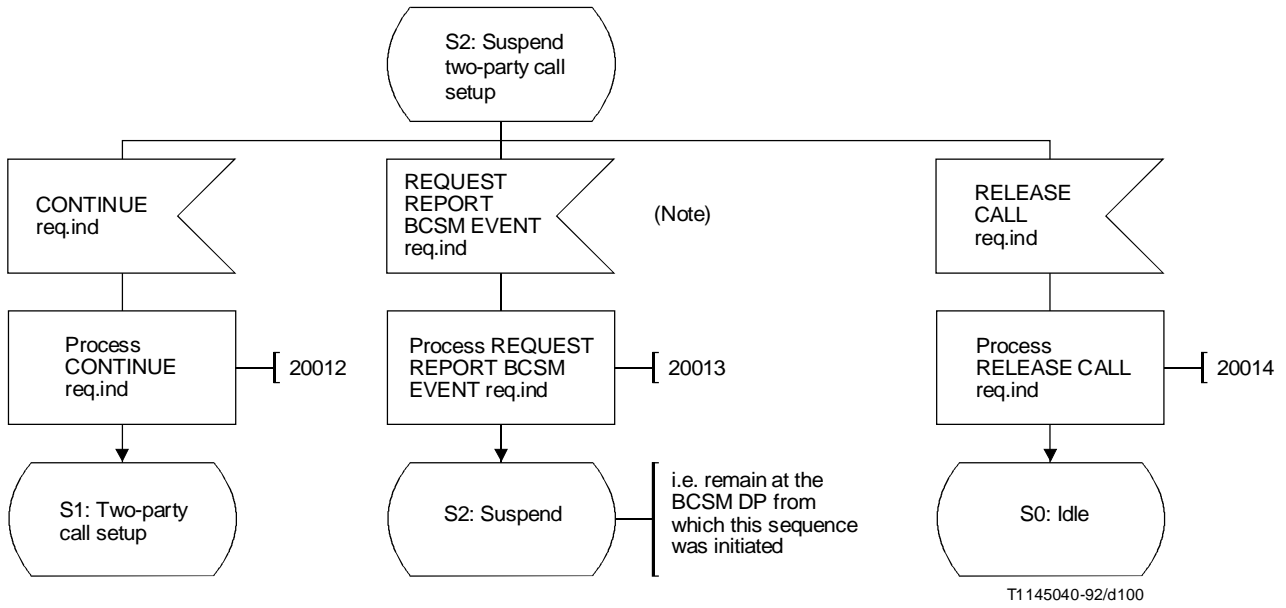 S2: Suspend
two-party call
setup
CONTINUE
req.ind
REQUEST
REPORT
BCSM EVENT
req.ind
(Note)
RELEASE
CALL
req.ind
Process
CONTINUE
req.ind
20012
Process REQUEST
REPORT BCSM
EVENT req.ind
20013
Process
RELEASE CALL
req.ind
20014
S1: Two-party
call setup
S2: Suspend
i.e. remain at the
BCSM DP from
which this sequence
was initiated
S0: Idle
T1145040-92/d100